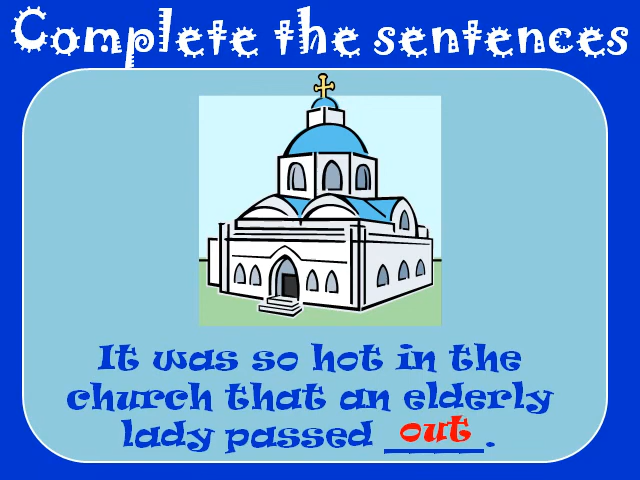 Complete the sentences
It was so hot in the
church that an elderly
lady passed out.